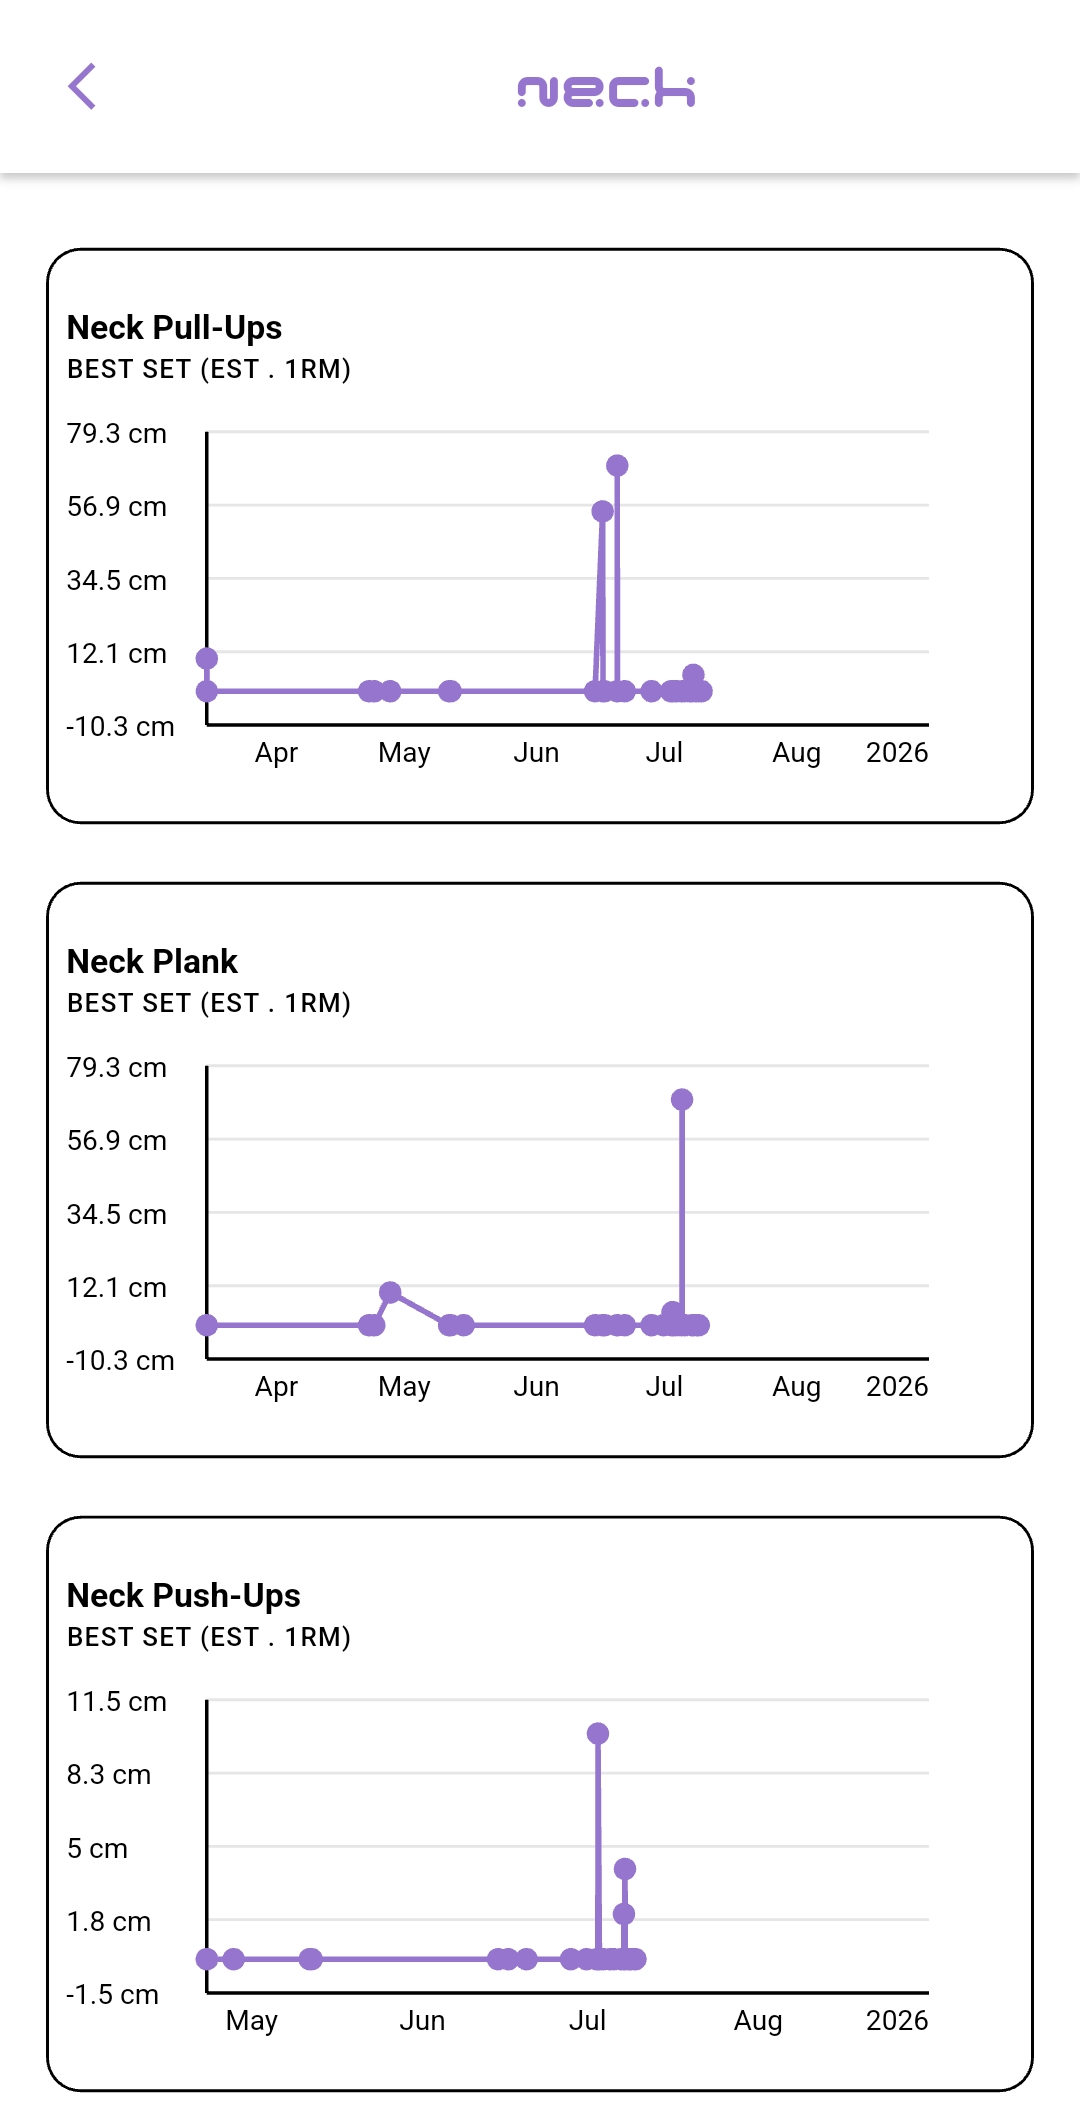 Neck
Neck Pull-Ups
BEST SET (EST . 1RM)
79.3 cm
56.9 cm
34.5 cm
12.1 cm
-10.3 cm
Apr May Jun Jul Aug 2026
Neck Plank
BEST SET (EST . 1RM)
79.3 cm
56.9 cm
34.5 cm
12.1 cm
-10.3 cm
Apr May Jun Jul Aug 2026
Neck Push-Ups
BEST SET (EST . 1RM)
11.5 cm
8.3 cm
5 cm
1.8 cm
-1.5 cm
May Jun Jul Aug 2026